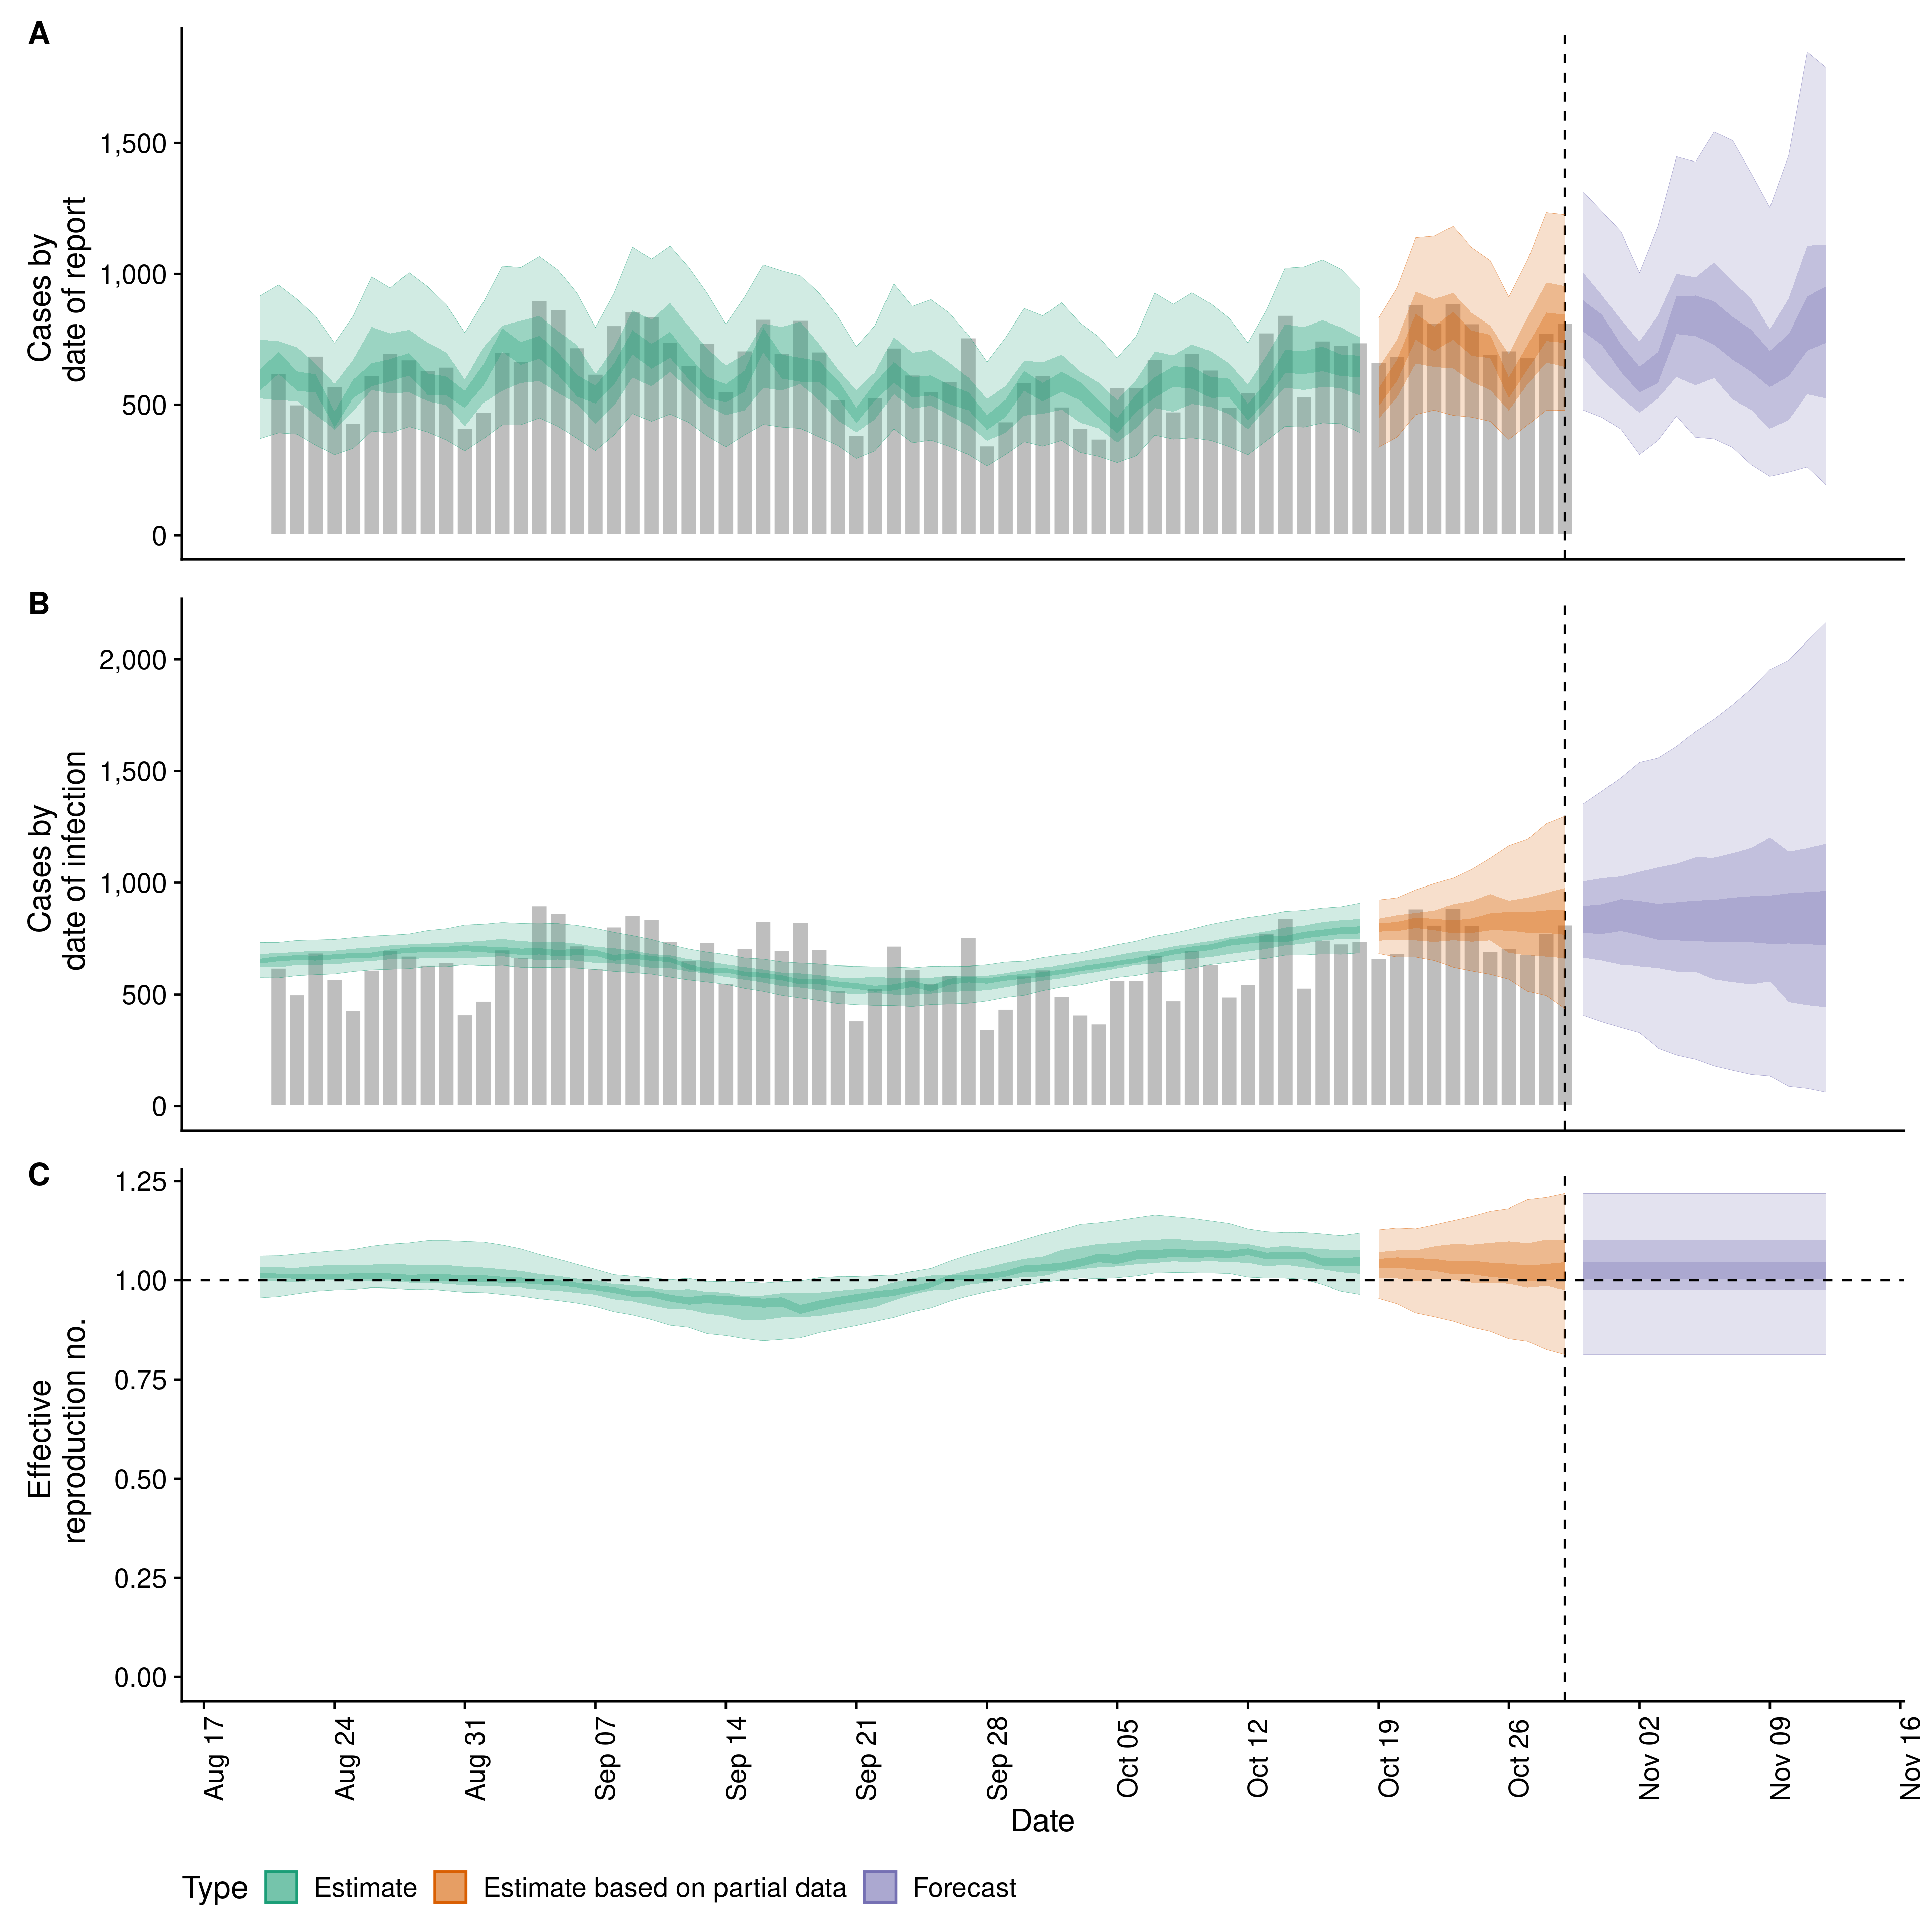 A
Cases by
date of report
1,500
1,000
500
0
B
Cases by
date of infection
2,000
1,500
1,000
500
0
C
Effective
reproduction no.
1.25
1.00
0.75
0.50
0.25
0.00
Aug 17
Aug 24
Aug 31
Sep 07
Sep 14
Sep 21
Sep 28
Oct 05
Oct 12
Oct 19
Oct 26
Nov 02
Nov 09
Nov 16
Date
Type Estimate Estimate based on partial data Forecast